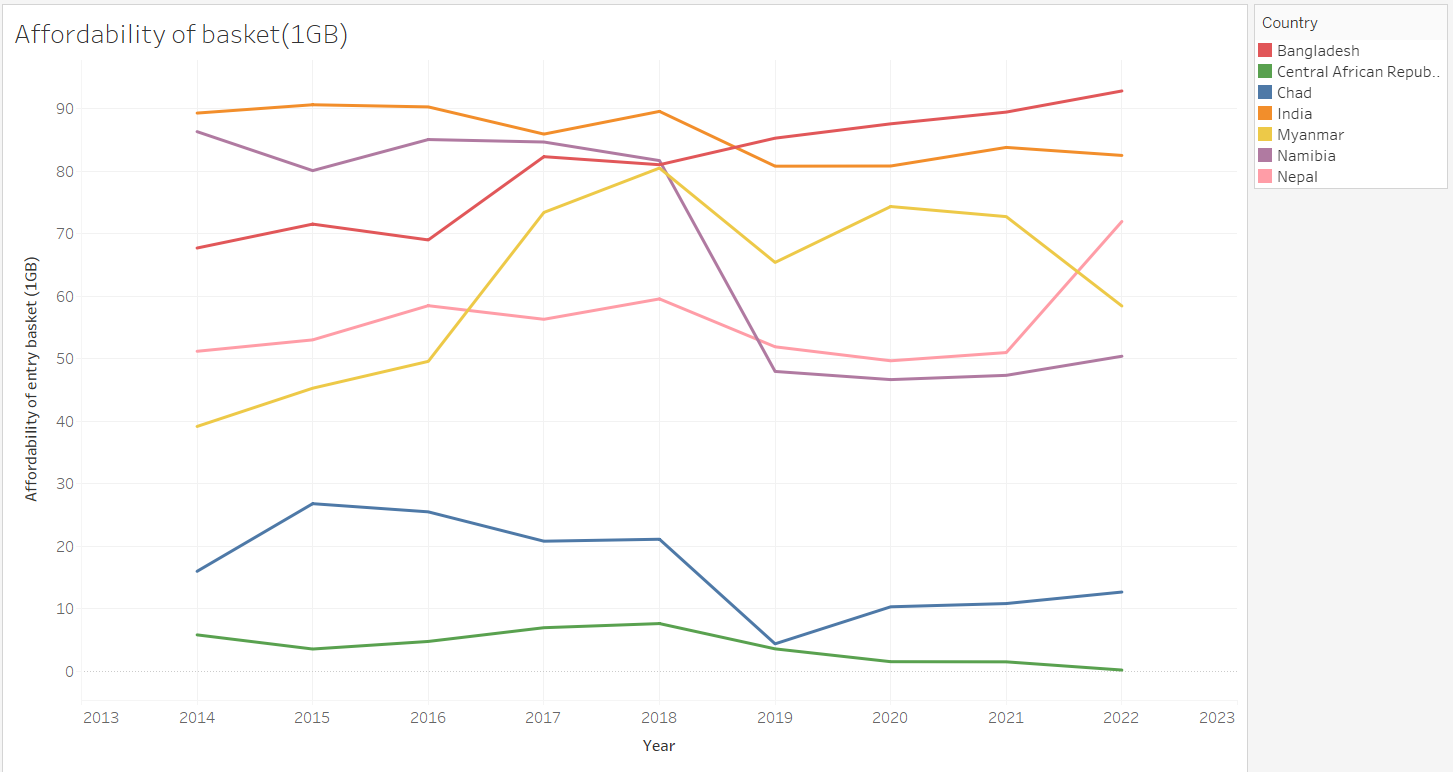 Affordability of basket(1GB)
Country
Bangladesh
Central African Repub..
Chad
India
Myanmar
Namibia
Nepal
Affordability of entry basket (1GB)
90
80
70
60
50
40
30
20
10
0
2013 2014 2015 2016 2017 2018 2019 2020 2021 2022 2023
Year